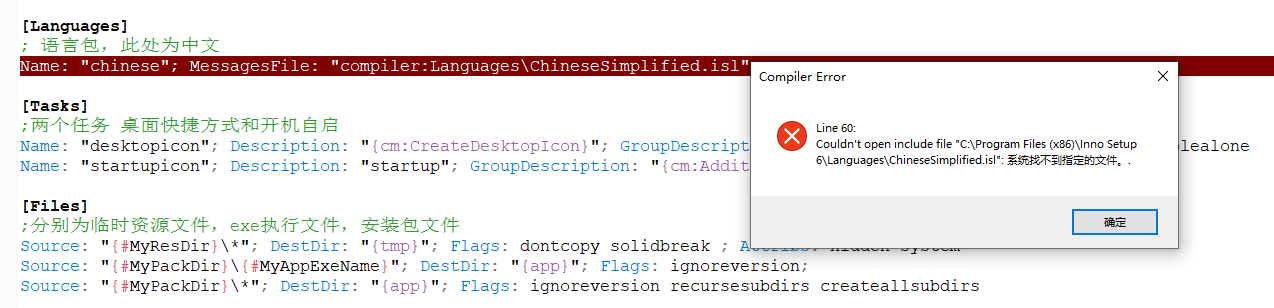 [Languages]
; 语言包，此处为中文
Name: "chinese"; MessagesFile: "compiler:Languages\ChineseSimplified.isl"
[Tasks]
;两个任务 桌面快捷方式和开机自启
Name: "desktopicon"; Description: "{cm:CreateDesktopIcon}"; GroupDescript
Name: "startupicon"; Description: "startup"; GroupDescription: "{cm:Addit
[Files]
;分别为临时资源文件，exe执行文件，安装包文件
Source: "{#MyResDir}\*"; DestDir: "{tmp}"; Flags: dontcopy solidbreak ; Attribs: hidden system
Source: "{#MyPackDir}\{#MyAppExeName}"; DestDir: "{app}"; Flags: ignoreversion;
Source: "{#MyPackDir}\*"; DestDir: "{app}"; Flags: ignoreversion recursesubdirs createallsubdirs
Compiler Error
Line 60:
Couldn't open include file "C:\Program Files (x86)\Inno Setup
6\Languages\ChineseSimplified.isl": 系统找不到指定的文件。.
确定